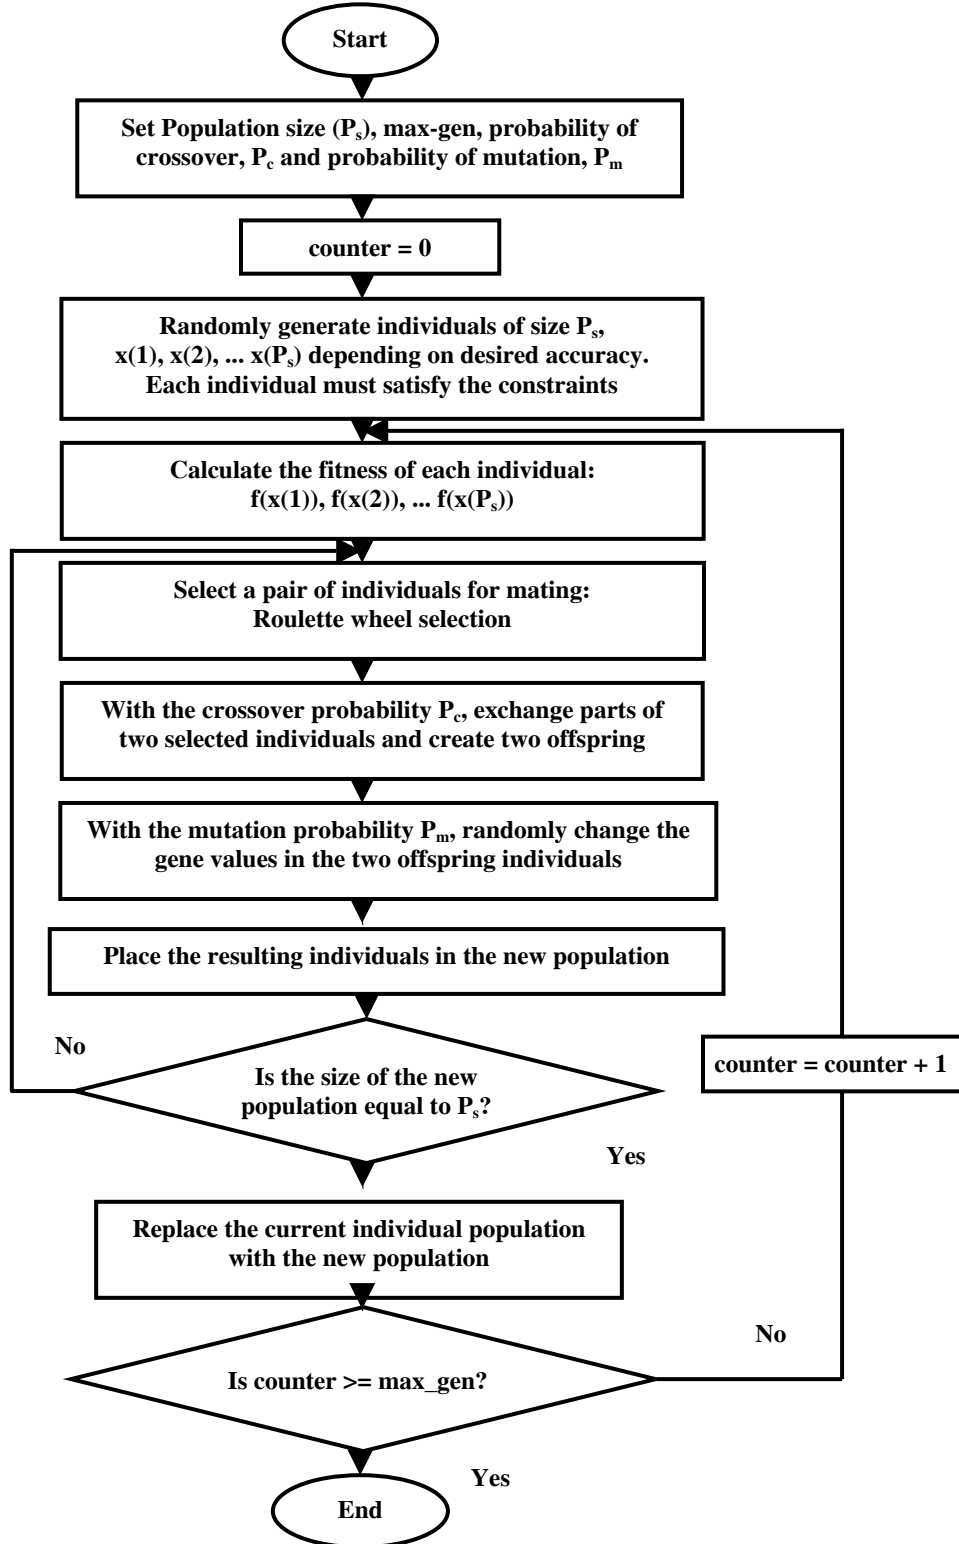 Start
Set Population size (Pₛ), max-gen, probability of
crossover, P_c and probability of mutation, Pₘ
counter = 0
Randomly generate individuals of size Pₛ,
x(1), x(2), ... x(Pₛ) depending on desired accuracy.
Each individual must satisfy the constraints
Calculate the fitness of each individual:
f(x(1)), f(x(2)), ... f(x(Pₛ))
Select a pair of individuals for mating:
Roulette wheel selection
With the crossover probability P_c, exchange parts of
two selected individuals and create two offspring
With the mutation probability Pₘ, randomly change the
gene values in the two offspring individuals
Place the resulting individuals in the new population
No
Is the size of the new
population equal to Pₛ?
counter = counter + 1
Yes
Replace the current individual population
with the new population
No
Is counter >= max_gen?
Yes
End